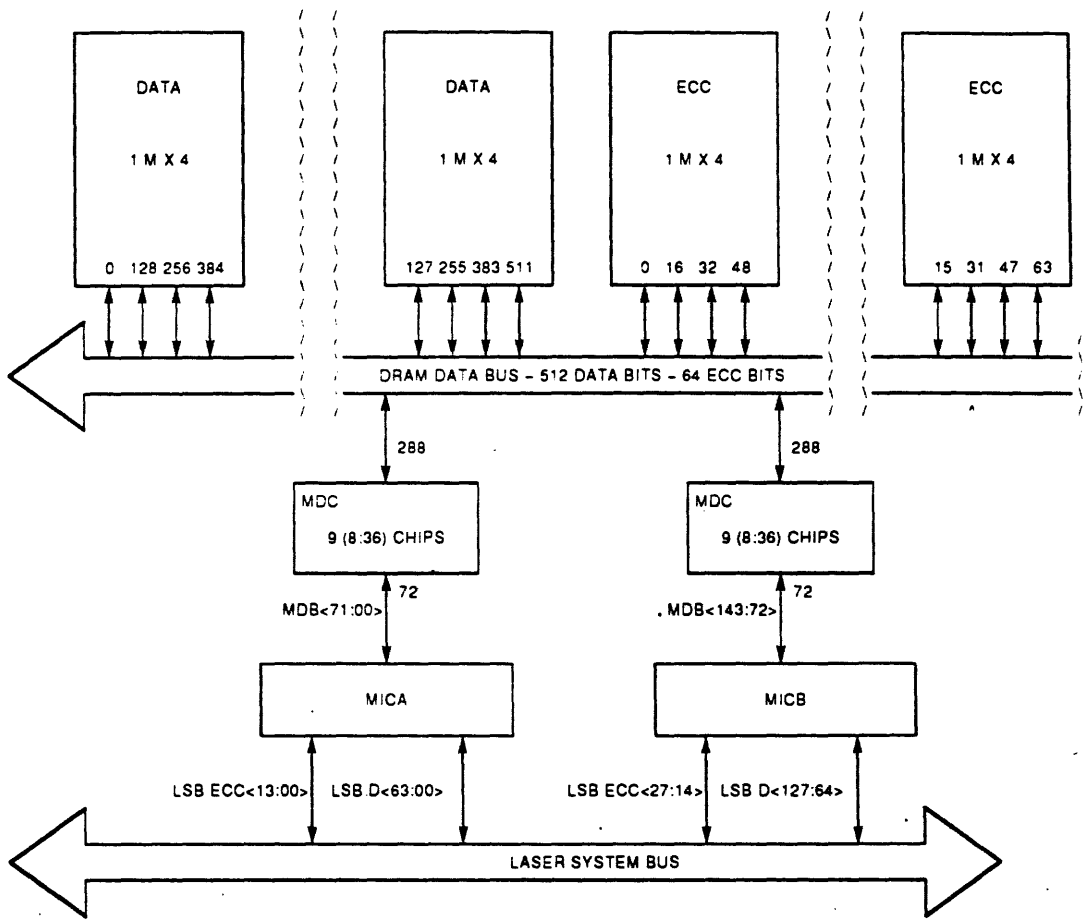 DATA
1 M X 4
0 128 256 384
DATA
1 M X 4
127 255 383 511
ECC
1 M X 4
0 16 32 48
ECC
1 M X 4
15 31 47 63
DRAM DATA BUS – 512 DATA BITS – 64 ECC BITS
288
288
MDC
9 (8:36) CHIPS
MDC
9 (8:36) CHIPS
72
MDB<71:00>
72
MDB<143:72>
MICA
MICB
LSB ECC<13:00>
LSB D<63:00>
LSB ECC<27:14>
LSB D<127:64>
LASER SYSTEM BUS